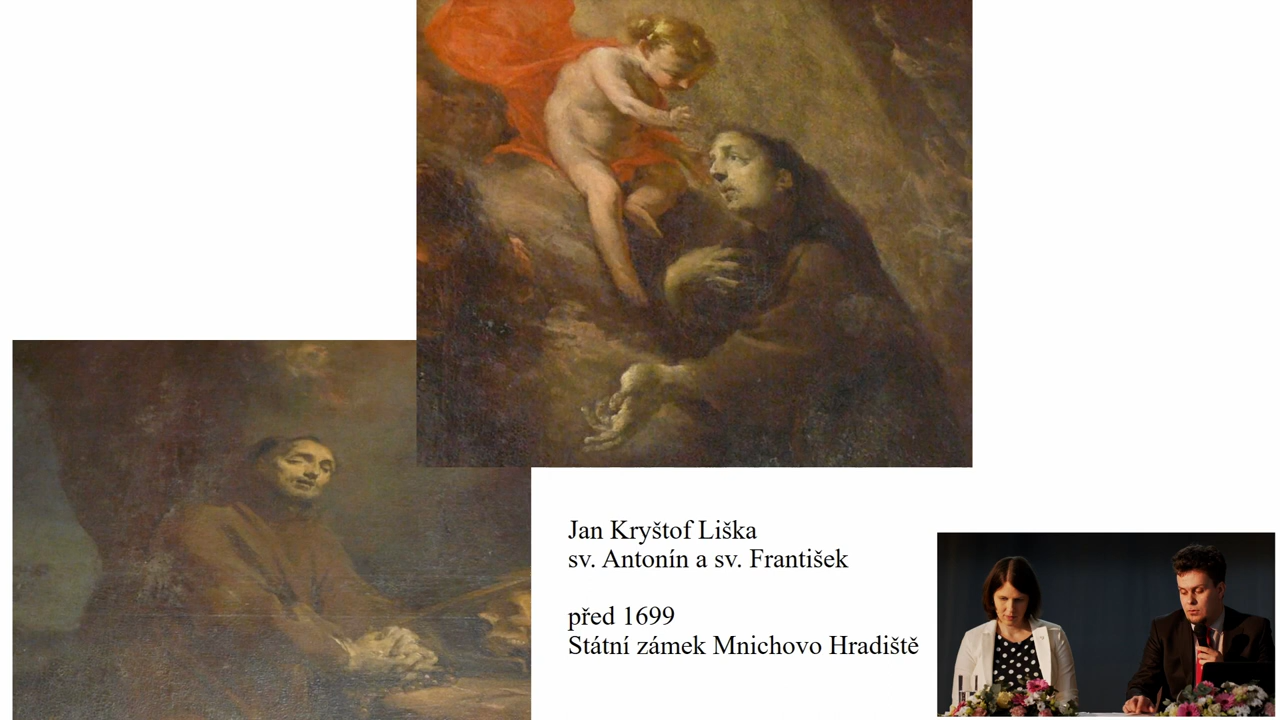 Jan Kryštof Liška
sv. Antonín a sv. František
před 1699
Státní zámek Mnichovo Hradiště